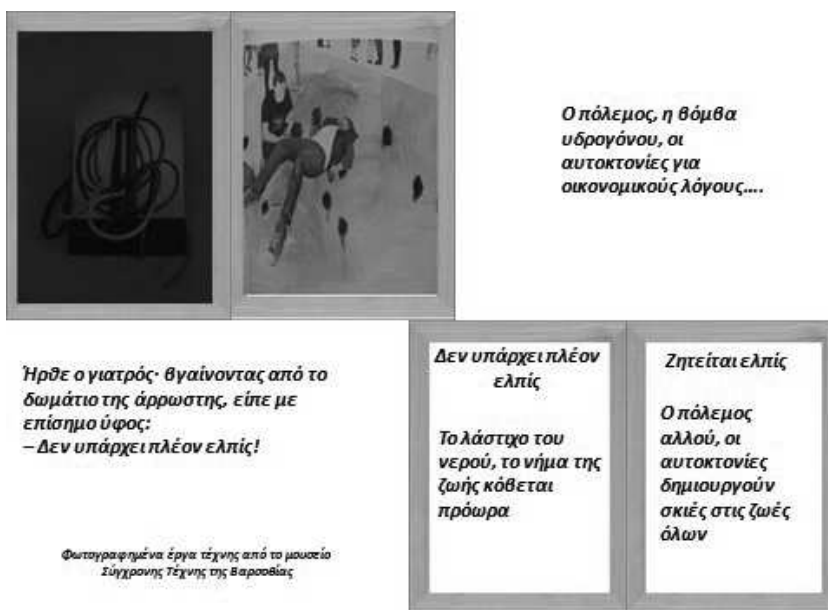 Ο πόλεμος, η βόμβα
υδρογόνου, οι
αυτοκτονίες για
οικονομικούς λόγους....
Ήρθε ο γιατρός· βγαίνοντας από το
δωμάτιο της άρρωστης, είπε με
επίσημο ύφος:
– Δεν υπάρχει πλέον ελπίς!
Δεν υπάρχει πλέον
ελπίς
Το λάστιχο του
νερού, το νήμα της
ζωής κόβεται
πρόωρα
Ζητείται ελπίς
Ο πόλεμος
αλλού, οι
αυτοκτονίες
δημιουργούν
σκιές στις ζωές
όλων
Φωτογραφημένα έργα τέχνης από το μουσείο
Σύγχρονης Τέχνης της Βαρσοβίας